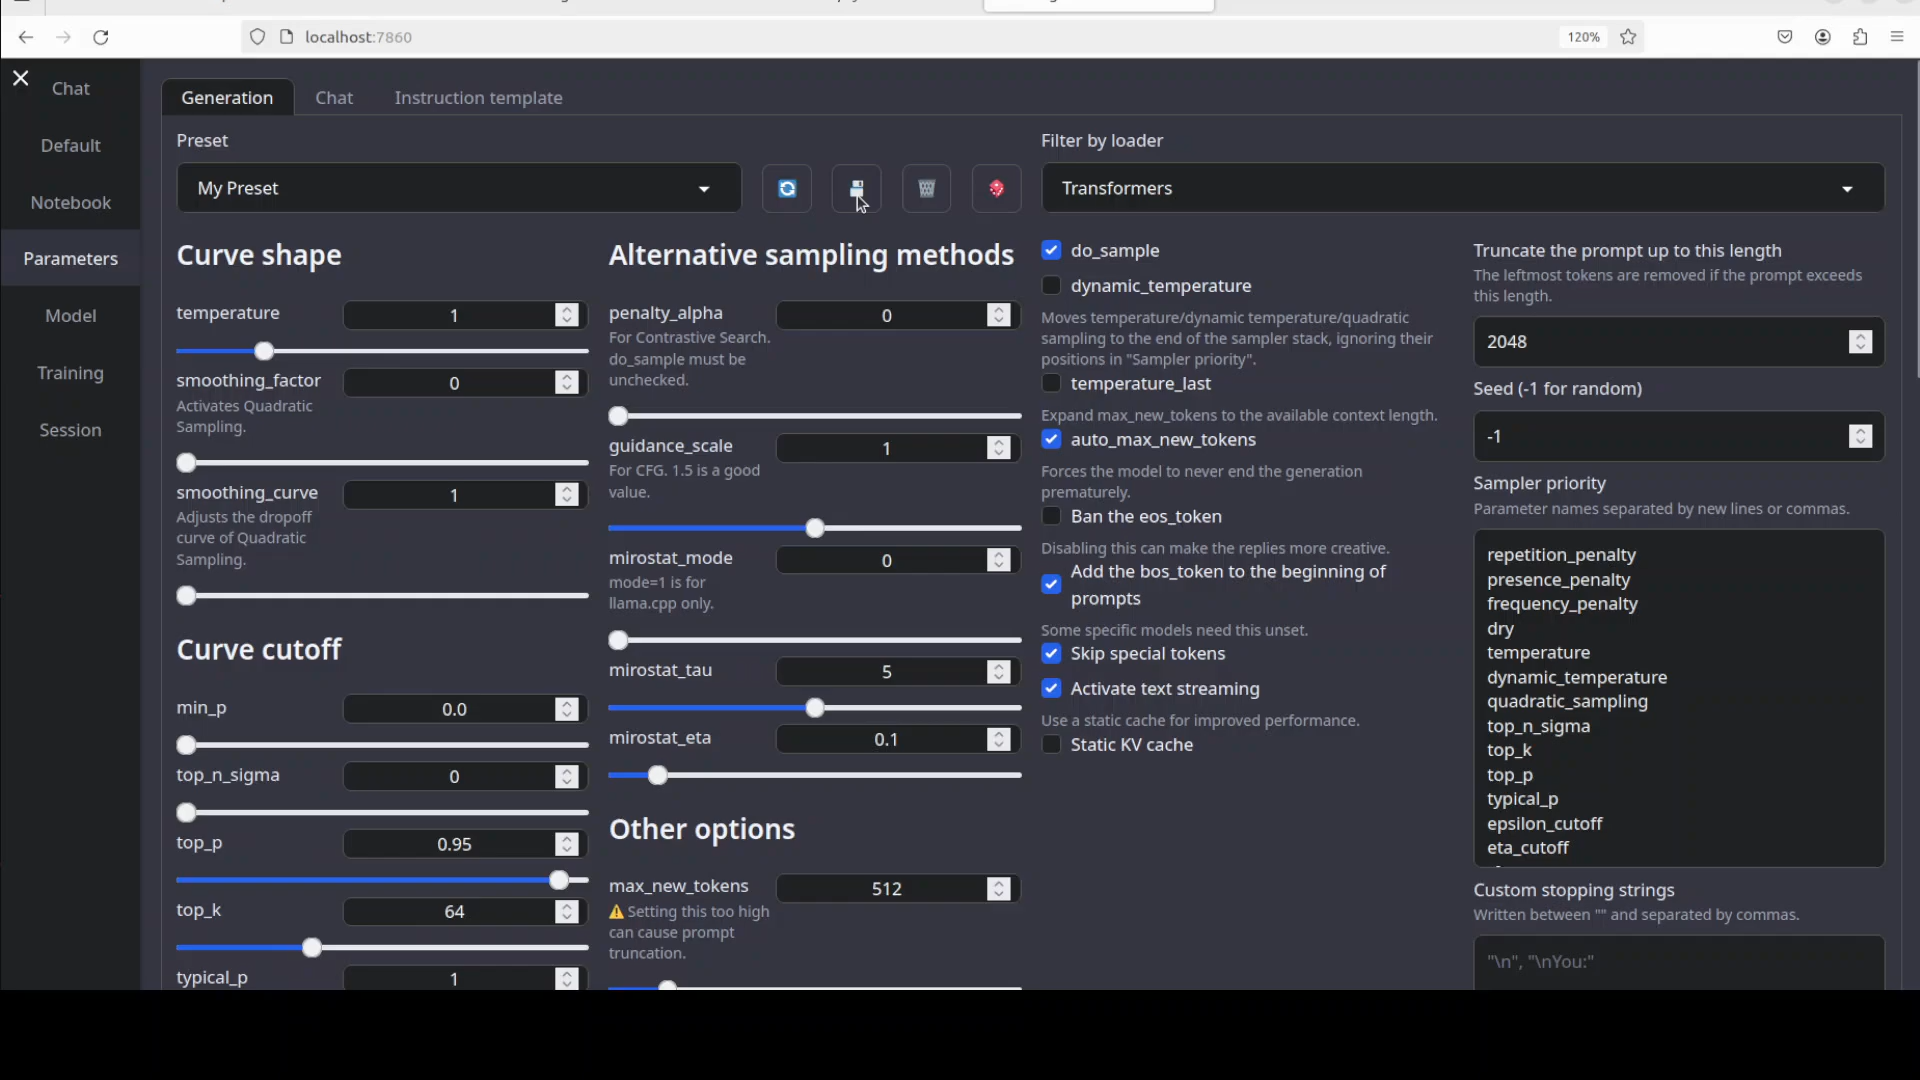 localhost:7860
120%
Chat
Default
Notebook
Parameters
Model
Training
Session
Generation
Chat
Instruction template
Preset
My Preset
Filter by loader
Transformers
Curve shape
temperature
1
smoothing_factor
0
Activates Quadratic
Sampling.
smoothing_curve
1
Adjusts the dropoff
curve of Quadratic
Sampling.
Curve cutoff
min_p
0.0
top_n_sigma
0
top_p
0.95
top_k
64
typical_p
1
Alternative sampling methods
penalty_alpha
0
For Contrastive Search.
do_sample must be
unchecked.
guidance_scale
1
For CFG. 1.5 is a good
value.
mirostat_mode
0
mode=1 is for
llama.cpp only.
mirostat_tau
5
mirostat_eta
0.1
Other options
max_new_tokens
512
⚠ Setting this too high
can cause prompt
truncation.
do_sample
dynamic_temperature
Moves temperature/dynamic temperature/quadratic
sampling to the end of the sampler stack, ignoring their
positions in "Sampler priority".
temperature_last
Expand max_new_tokens to the available context length.
auto_max_new_tokens
Forces the model to never end the generation
prematurely.
Ban the eos_token
Disabling this can make the replies more creative.
Add the bos_token to the beginning of
prompts
Some specific models need this unset.
Skip special tokens
Activate text streaming
Use a static cache for improved performance.
Static KV cache
Truncate the prompt up to this length
The leftmost tokens are removed if the prompt exceeds
this length.
2048
Seed (-1 for random)
-1
Sampler priority
Parameter names separated by new lines or commas.
repetition_penalty
presence_penalty
frequency_penalty
dry
temperature
dynamic_temperature
quadratic_sampling
top_n_sigma
top_k
top_p
typical_p
epsilon_cutoff
eta_cutoff
Custom stopping strings
Written between "" and separated by commas.
"\n", "\nYou:"